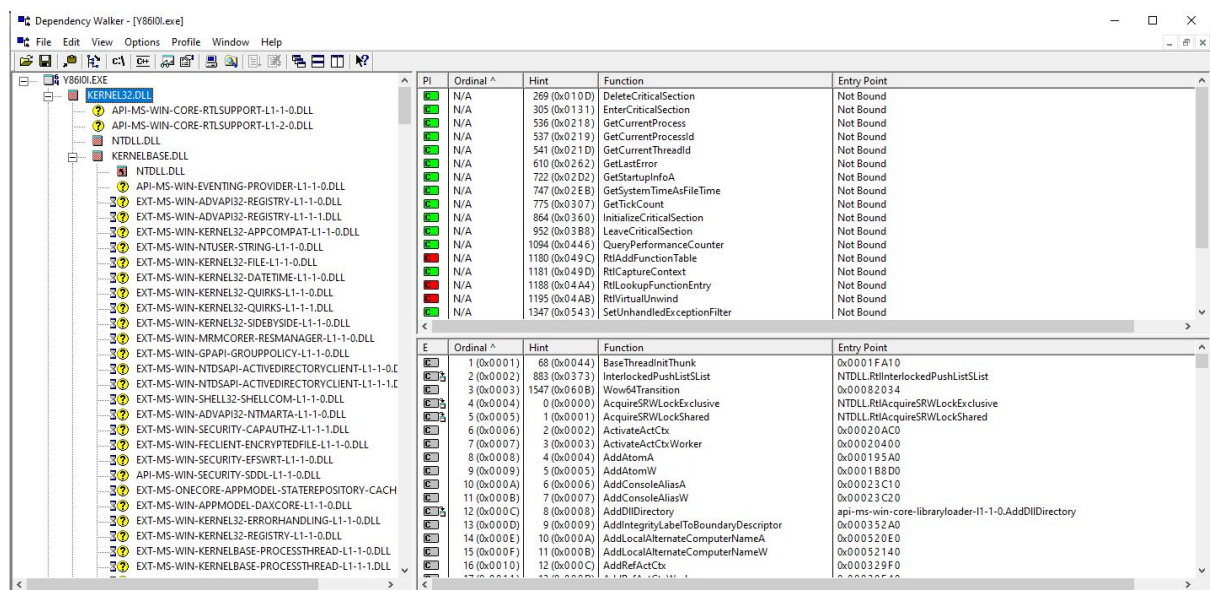 Dependency Walker - [Y86I0I.exe]
File Edit View Options Profile Window Help
c:\ C++
Y86I0I.EXE
KERNEL32.DLL
API-MS-WIN-CORE-RTLSUPPORT-L1-1-0.DLL
API-MS-WIN-CORE-RTLSUPPORT-L1-2-0.DLL
NTDLL.DLL
KERNELBASE.DLL
NTDLL.DLL
API-MS-WIN-EVENTING-PROVIDER-L1-1-0.DLL
EXT-MS-WIN-ADVAPI32-REGISTRY-L1-1-0.DLL
EXT-MS-WIN-ADVAPI32-REGISTRY-L1-1-1.DLL
EXT-MS-WIN-KERNEL32-APPCOMPAT-L1-1-0.DLL
EXT-MS-WIN-NTUSER-STRING-L1-1-0.DLL
EXT-MS-WIN-KERNEL32-FILE-L1-1-0.DLL
EXT-MS-WIN-KERNEL32-DATETIME-L1-1-0.DLL
EXT-MS-WIN-KERNEL32-QUIRKS-L1-1-0.DLL
EXT-MS-WIN-KERNEL32-QUIRKS-L1-1-1.DLL
EXT-MS-WIN-KERNEL32-SIDEBYSIDE-L1-1-0.DLL
EXT-MS-WIN-MRMCORER-RESMANAGER-L1-1-0.DLL
EXT-MS-WIN-GPAPI-GROUPPOLICY-L1-1-0.DLL
EXT-MS-WIN-NTDSAPI-ACTIVEDIRECTORYCLIENT-L1-1-0.D
EXT-MS-WIN-NTDSAPI-ACTIVEDIRECTORYCLIENT-L1-1-1.D
EXT-MS-WIN-SHELL32-SHELLCOM-L1-1-0.DLL
EXT-MS-WIN-ADVAPI32-NTMARTA-L1-1-0.DLL
EXT-MS-WIN-SECURITY-CAPAUTHZ-L1-1-1.DLL
EXT-MS-WIN-FECLIENT-ENCRYPTEDFILE-L1-1-0.DLL
EXT-MS-WIN-SECURITY-EFSWRT-L1-1-0.DLL
API-MS-WIN-SECURITY-SDDL-L1-1-0.DLL
EXT-MS-ONECORE-APPMODEL-STATEREPOSITORY-CACH
EXT-MS-WIN-APPMODEL-DAXCORE-L1-1-0.DLL
EXT-MS-WIN-KERNEL32-ERRORHANDLING-L1-1-0.DLL
EXT-MS-WIN-KERNEL32-REGISTRY-L1-1-0.DLL
EXT-MS-WIN-KERNELBASE-PROCESSTHREAD-L1-1-0.DLL
EXT-MS-WIN-KERNELBASE-PROCESSTHREAD-L1-1-1.DLL
PI Ordinal ^ Hint Function Entry Point
C N/A 269 (0x010D) DeleteCriticalSection Not Bound
C N/A 305 (0x0131) EnterCriticalSection Not Bound
C N/A 536 (0x0218) GetCurrentProcess Not Bound
C N/A 537 (0x0219) GetCurrentProcessId Not Bound
C N/A 541 (0x021D) GetCurrentThreadId Not Bound
C N/A 610 (0x0262) GetLastError Not Bound
C N/A 722 (0x02D2) GetStartupInfoA Not Bound
C N/A 747 (0x02EB) GetSystemTimeAsFileTime Not Bound
C N/A 775 (0x0307) GetTickCount Not Bound
C N/A 864 (0x0360) InitializeCriticalSection Not Bound
C N/A 952 (0x03B8) LeaveCriticalSection Not Bound
C N/A 1094 (0x0446) QueryPerformanceCounter Not Bound
C N/A 1180 (0x049C) RtlAddFunctionTable Not Bound
C N/A 1181 (0x049D) RtlCaptureContext Not Bound
C N/A 1188 (0x04A4) RtlLookupFunctionEntry Not Bound
C N/A 1195 (0x04AB) RtlVirtualUnwind Not Bound
C N/A 1347 (0x0543) SetUnhandledExceptionFilter Not Bound
E Ordinal ^ Hint Function Entry Point
C 1 (0x0001) 68 (0x0044) BaseThreadInitThunk 0x0001FA10
C 2 (0x0002) 883 (0x0373) InterlockedPushListSList NTDLL.RtlInterlockedPushListSList
C 3 (0x0003) 1547 (0x060B) Wow64Transition 0x00082034
C 4 (0x0004) 0 (0x0000) AcquireSRWLockExclusive NTDLL.RtlAcquireSRWLockExclusive
C 5 (0x0005) 1 (0x0001) AcquireSRWLockShared NTDLL.RtlAcquireSRWLockShared
C 6 (0x0006) 2 (0x0002) ActivateActCtx 0x00020AC0
C 7 (0x0007) 3 (0x0003) ActivateActCtxWorker 0x00020400
C 8 (0x0008) 4 (0x0004) AddAtomA 0x000195A0
C 9 (0x0009) 5 (0x0005) AddAtomW 0x0001B8D0
C 10 (0x000A) 6 (0x0006) AddConsoleAliasA 0x00023C10
C 11 (0x000B) 7 (0x0007) AddConsoleAliasW 0x00023C20
C 12 (0x000C) 8 (0x0008) AddDllDirectory api-ms-win-core-libraryloader-l1-1-0.AddDllDirectory
C 13 (0x000D) 9 (0x0009) AddIntegrityLabelToBoundaryDescriptor 0x000352A0
C 14 (0x000E) 10 (0x000A) AddLocalAlternateComputerNameA 0x000520E0
C 15 (0x000F) 11 (0x000B) AddLocalAlternateComputerNameW 0x00052140
C 16 (0x0010) 12 (0x000C) AddRefActCtx 0x000329F0